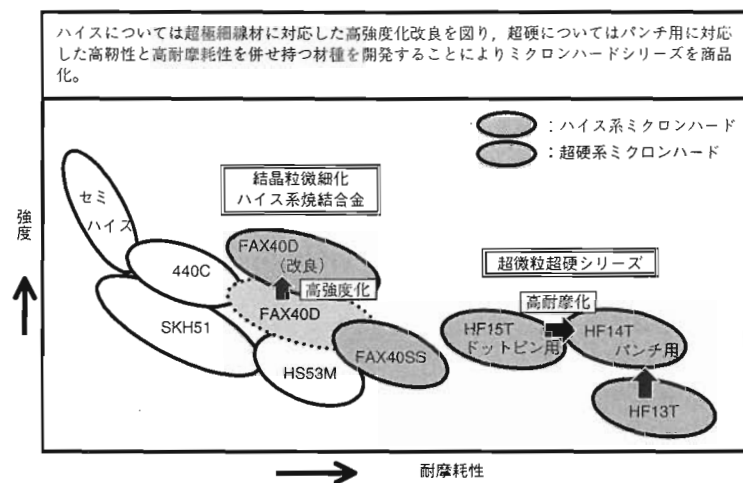 ハイスについては超極細線材に対応した高強度化改良を図り，超硬についてはパンチ用に対応
した高靭性と高耐摩耗性を併せ持つ材種を開発することによりミクロンハードシリーズを商品
化。
：ハイス系ミクロンハード
：超硬系ミクロンハード
結晶粒微細化
ハイス系焼結合金
セミ
ハイス
強度
FAX40D
（改良）
440C
超微粒超硬シリーズ
高強度化
高耐摩化
FAX40D
SKH51
HF15T
ドットピン用
HF14T
パンチ用
FAX40SS
HS53M
HF13T
耐摩耗性